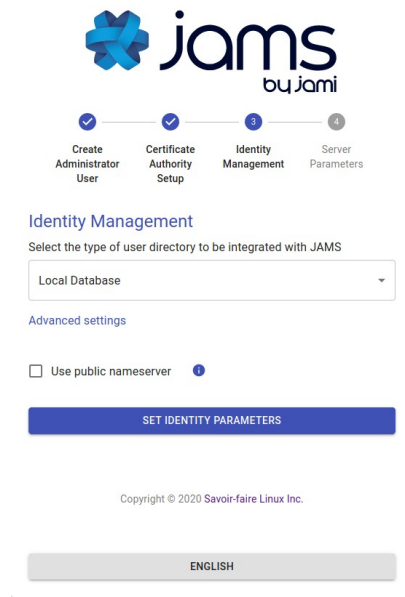 jams
by jami
3
4
Create
Administrator
User
Certificate
Authority
Setup
Identity
Management
Server
Parameters
Identity Management
Select the type of user directory to be integrated with JAMS
Local Database
Advanced settings
Use public nameserver
i
SET IDENTITY PARAMETERS
Copyright © 2020 Savoir-faire Linux Inc.
ENGLISH